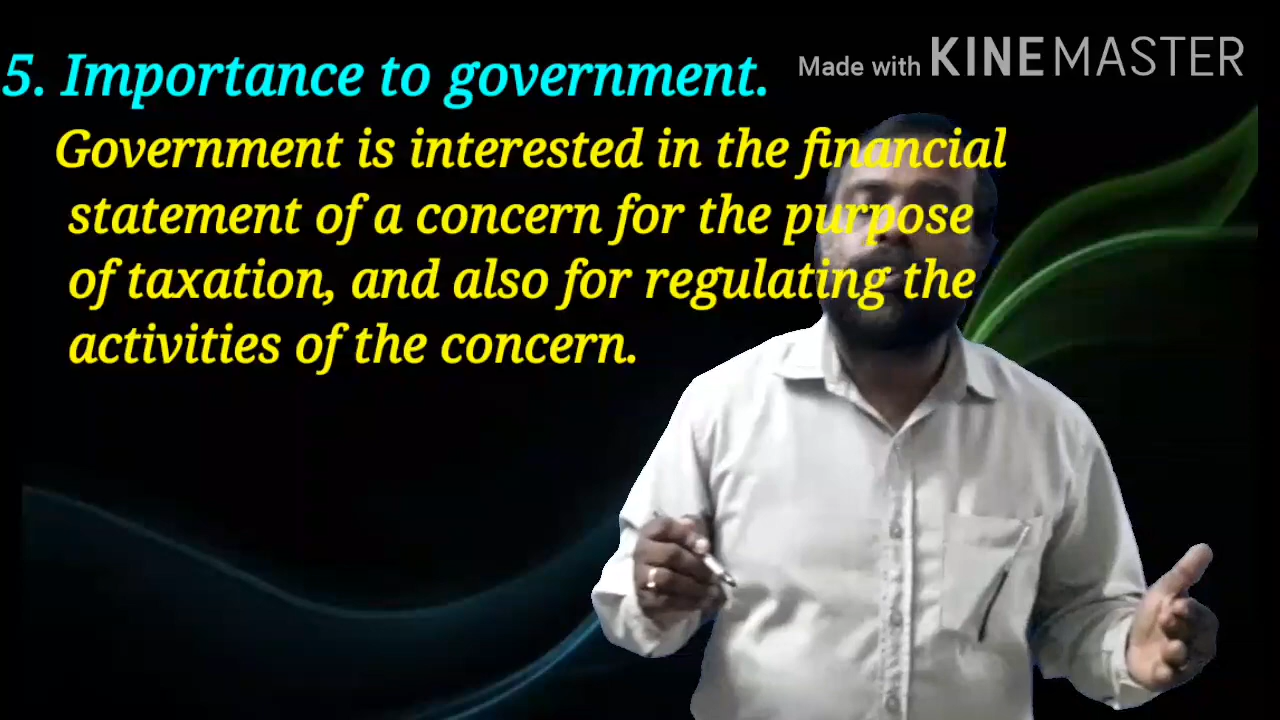 5. Importance to government.
Made with KINEMASTER
Government is interested in the financial
statement of a concern for the purpose
of taxation, and also for regulating the
activities of the concern.